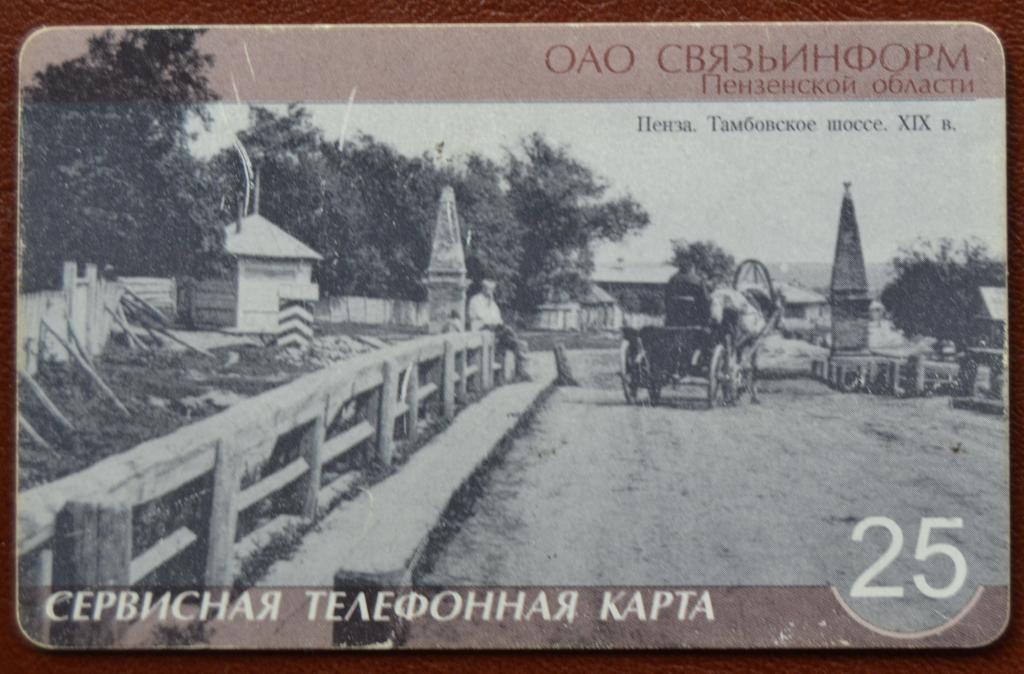 ОАО СВЯЗЬИНФОРМ
Пензенской области
Пенза. Тамбовское шоссе. XIX в.
25
СЕРВИСНАЯ ТЕЛЕФОННАЯ КАРТА